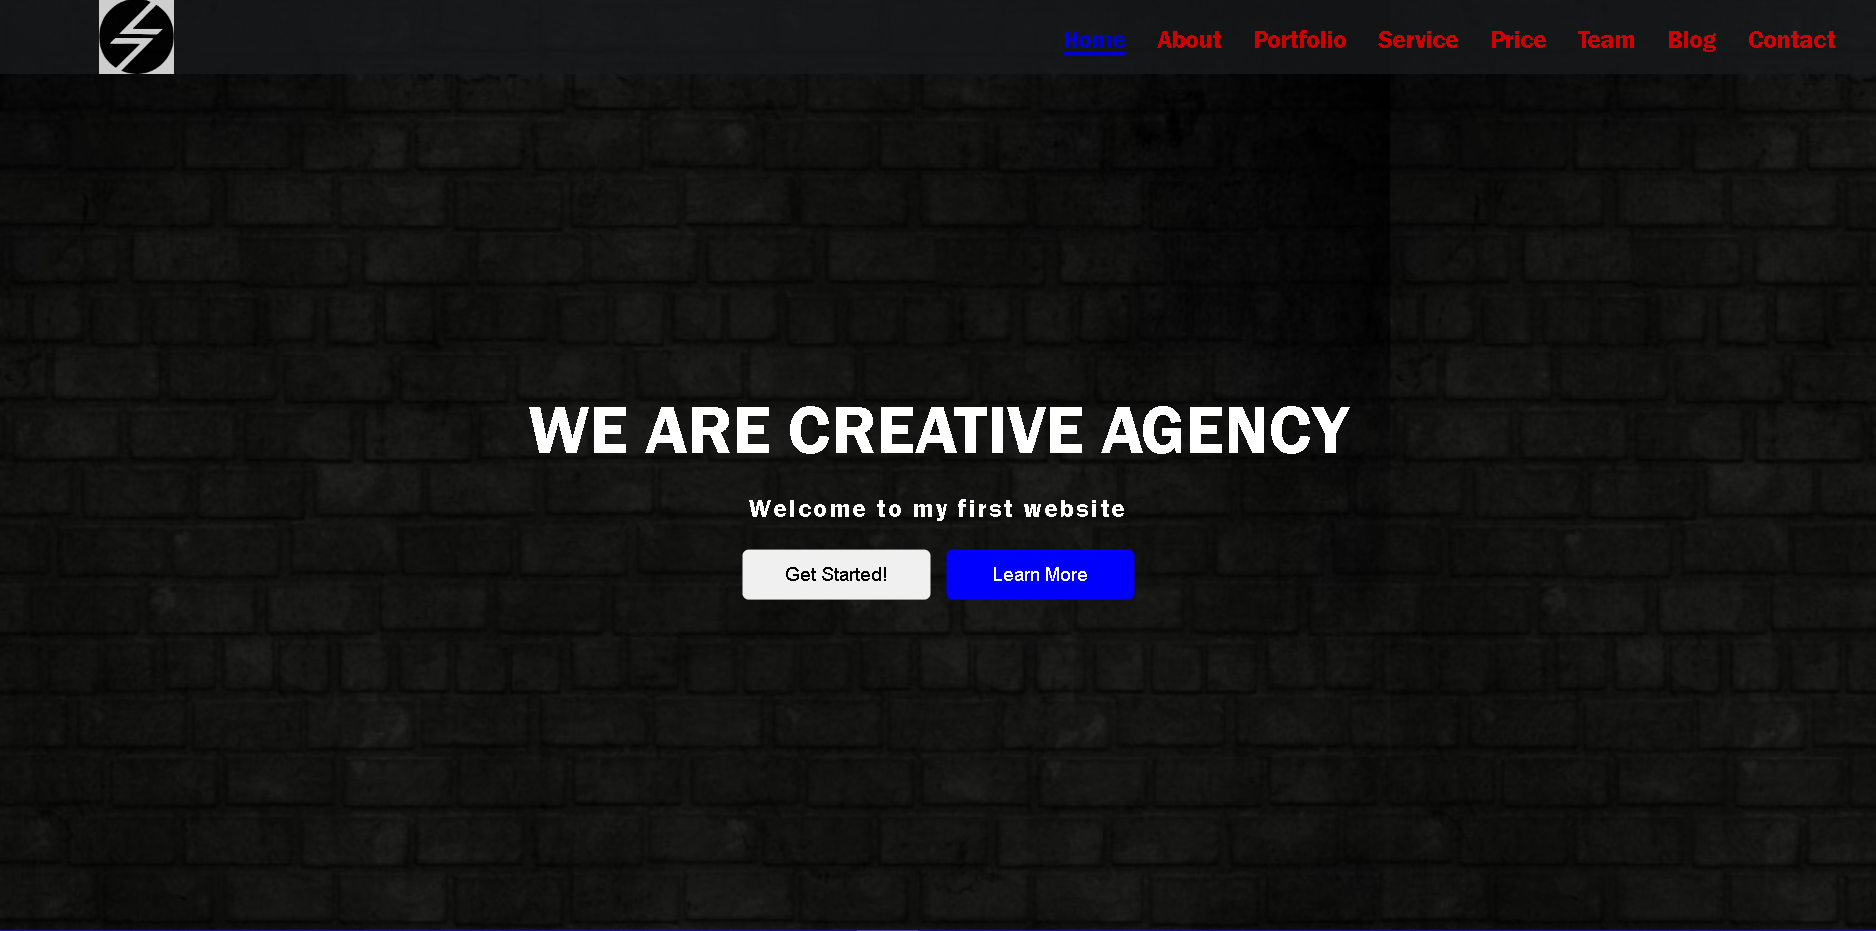 Home About Portfolio Service Price Team Blog Contact
WE ARE CREATIVE AGENCY
Welcome to my first website
Get Started! Learn More